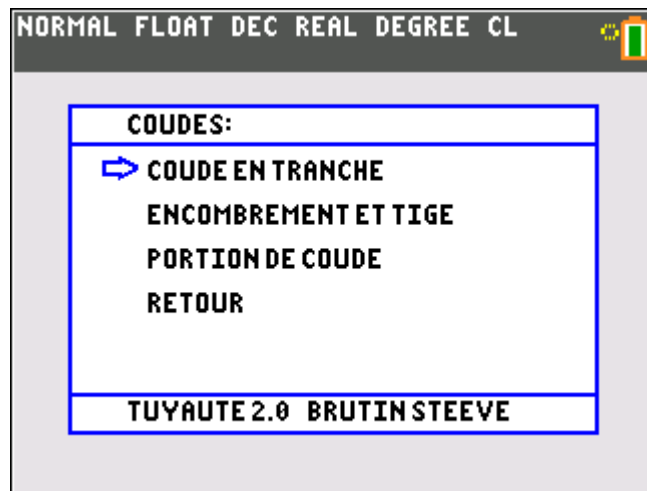 NORMAL FLOAT DEC REAL DEGREE CL
COUDES:
COUDE EN TRANCHE
ENCOMBREMENT ET TIGE
PORTION DE COUDE
RETOUR
TUYAUTE 2.0 BRUTIN STEEVE